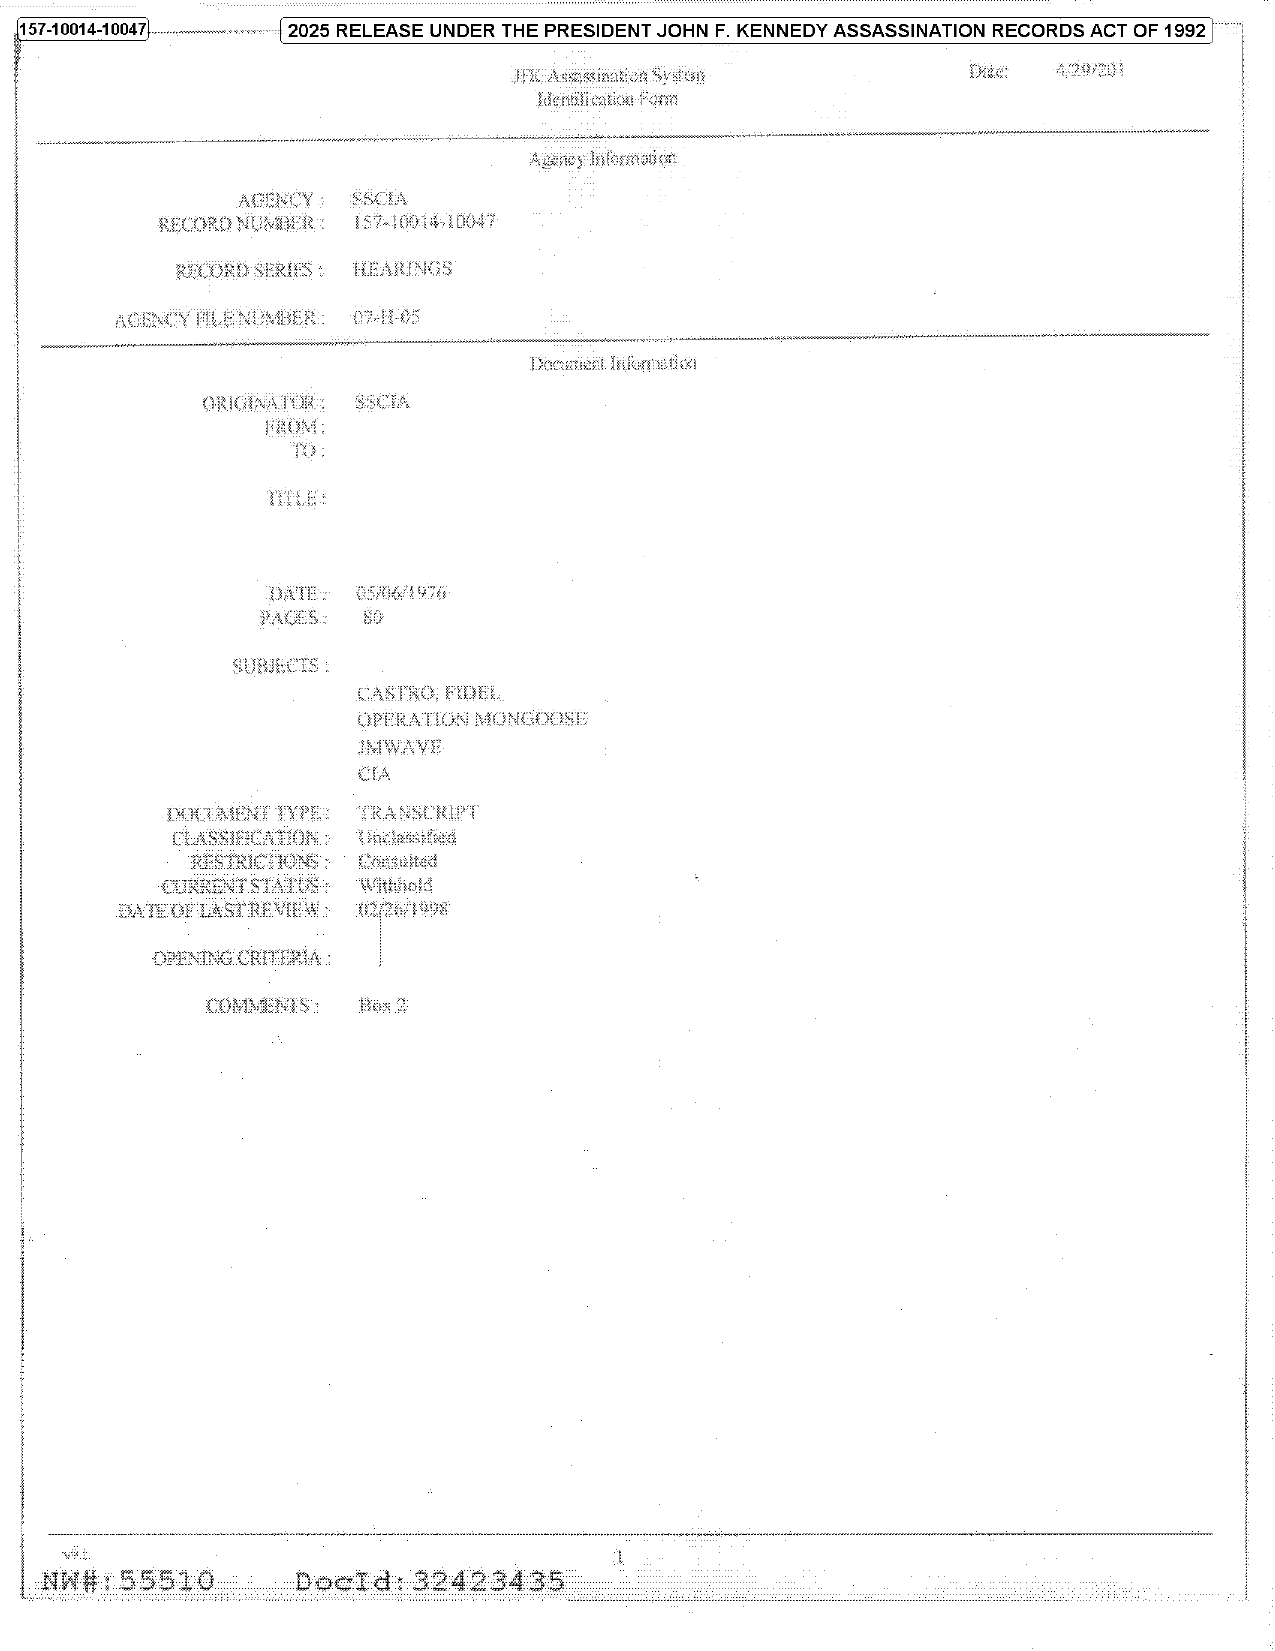 157-10014-10047
2025 RELEASE UNDER THE PRESIDENT JOHN F. KENNEDY ASSASSINATION RECORDS ACT OF 1992
JFK Assassination System
Identification Form
Date: 4/29/201
Agency Information
AGENCY : SSCIA
RECORD NUMBER : 157-10014-10047
RECORD SERIES : HEARINGS
AGENCY FILE NUMBER : 07-H-05
Document Information
ORIGINATOR : SSCIA
FROM :
TO :
TITLE :
DATE : 05/06/1976
PAGES : 80
SUBJECTS :
CASTRO, FIDEL
OPERATION MONGOOSE
JMWAVE
CIA
DOCUMENT TYPE : TRANSCRIPT
CLASSIFICATION : Unclassified
RESTRICTIONS : Consulted
CURRENT STATUS : Withhold
DATE OF LAST REVIEW : 02/26/1998
OPENING CRITERIA :
COMMENTS : Box 2
v9.1
1
NW#:55510 DocId:32423435